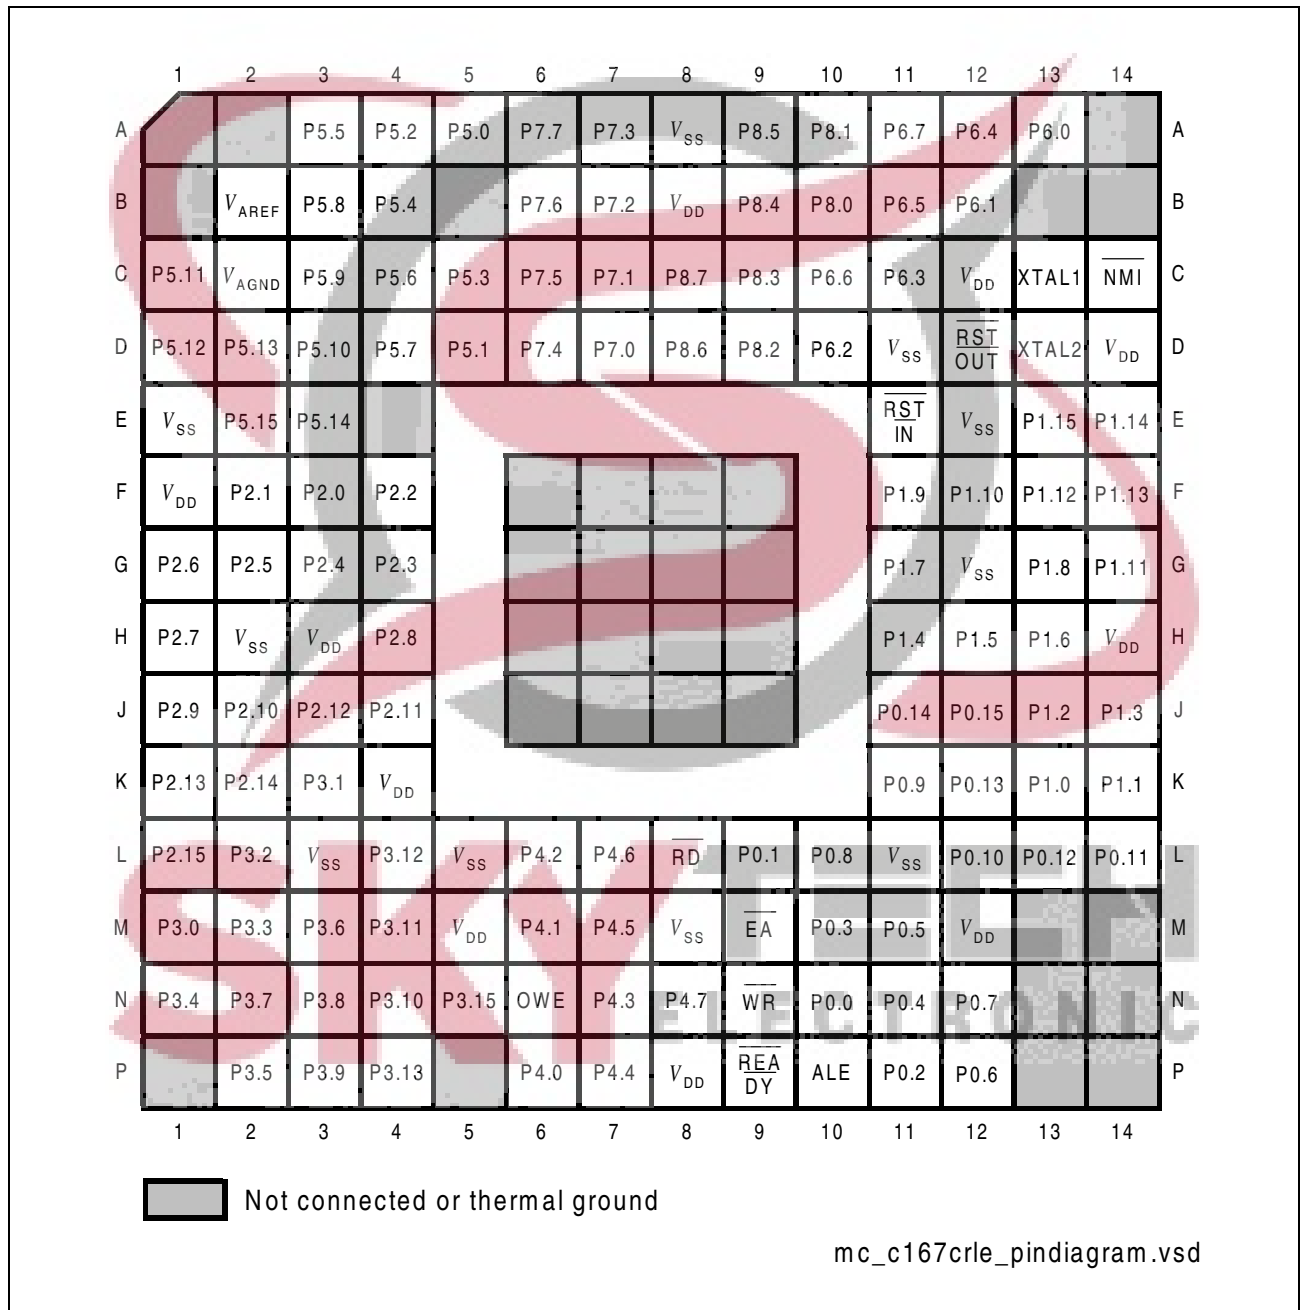 1 2 3 4 5 6 7 8 9 10 11 12 13 14
A P5.5 P5.2 P5.0 P7.7 P7.3 VSS P8.5 P8.1 P6.7 P6.4 P6.0 A
B VAREF P5.8 P5.4 P7.6 P7.2 VDD P8.4 P8.0 P6.5 P6.1 B
C P5.11 VAGND P5.9 P5.6 P5.3 P7.5 P7.1 P8.7 P8.3 P6.6 P6.3 VDD XTAL1 NMI C
D P5.12 P5.13 P5.10 P5.7 P5.1 P7.4 P7.0 P8.6 P8.2 P6.2 VSS RST OUT XTAL2 VDD D
E VSS P5.15 P5.14 RST IN VSS P1.15 P1.14 E
F VDD P2.1 P2.0 P2.2 P1.9 P1.10 P1.12 P1.13 F
G P2.6 P2.5 P2.4 P2.3 P1.7 VSS P1.8 P1.11 G
H P2.7 VSS VDD P2.8 P1.4 P1.5 P1.6 VDD H
J P2.9 P2.10 P2.12 P2.11 P0.14 P0.15 P1.2 P1.3 J
K P2.13 P2.14 P3.1 VDD P0.9 P0.13 P1.0 P1.1 K
L P2.15 P3.2 VSS P3.12 VSS P4.2 P4.6 RD P0.1 P0.8 VSS P0.10 P0.12 P0.11 L
M P3.0 P3.3 P3.6 P3.11 VDD P4.1 P4.5 VSS EA P0.3 P0.5 VDD M
N P3.4 P3.7 P3.8 P3.10 P3.15 OWE P4.3 P4.7 WR P0.0 P0.4 P0.7 N
P P3.5 P3.9 P3.13 P4.0 P4.4 VDD REA DY ALE P0.2 P0.6 P
1 2 3 4 5 6 7 8 9 10 11 12 13 14
SKY TECH
ELECTRONIC
Not connected or thermal ground
mc_c167crle_pindiagram.vsd